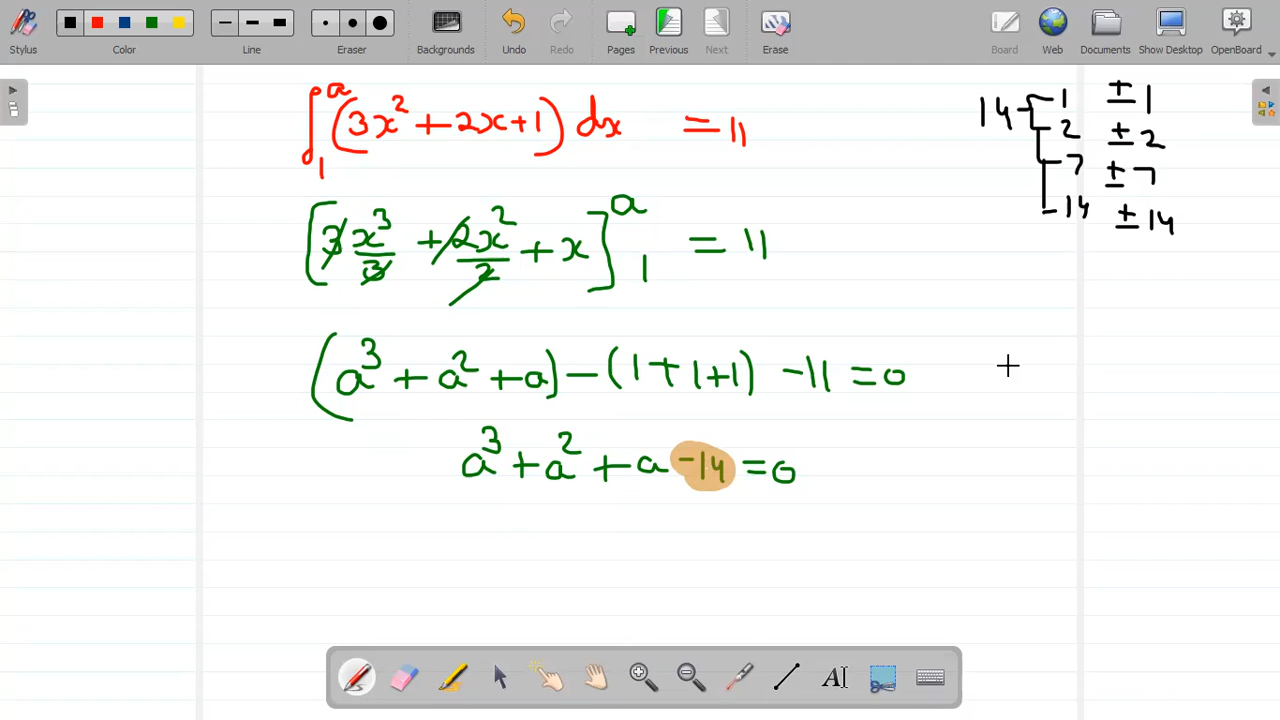 Stylus Color Line Eraser Backgrounds Undo Redo Pages Previous Next Erase Board Web Documents Show Desktop OpenBoard
∫₁ᵃ (3x² + 2x + 1) dx = 11
[3x³/3 + 2x²/2 + x]ₐ₁ = 11
(a³ + a² + a) - (1 + 1 + 1) - 11 = 0
a³ + a² + a - 14 = 0
14 1 ± 1
2 ± 2
7 ± 7
14 ± 14
A